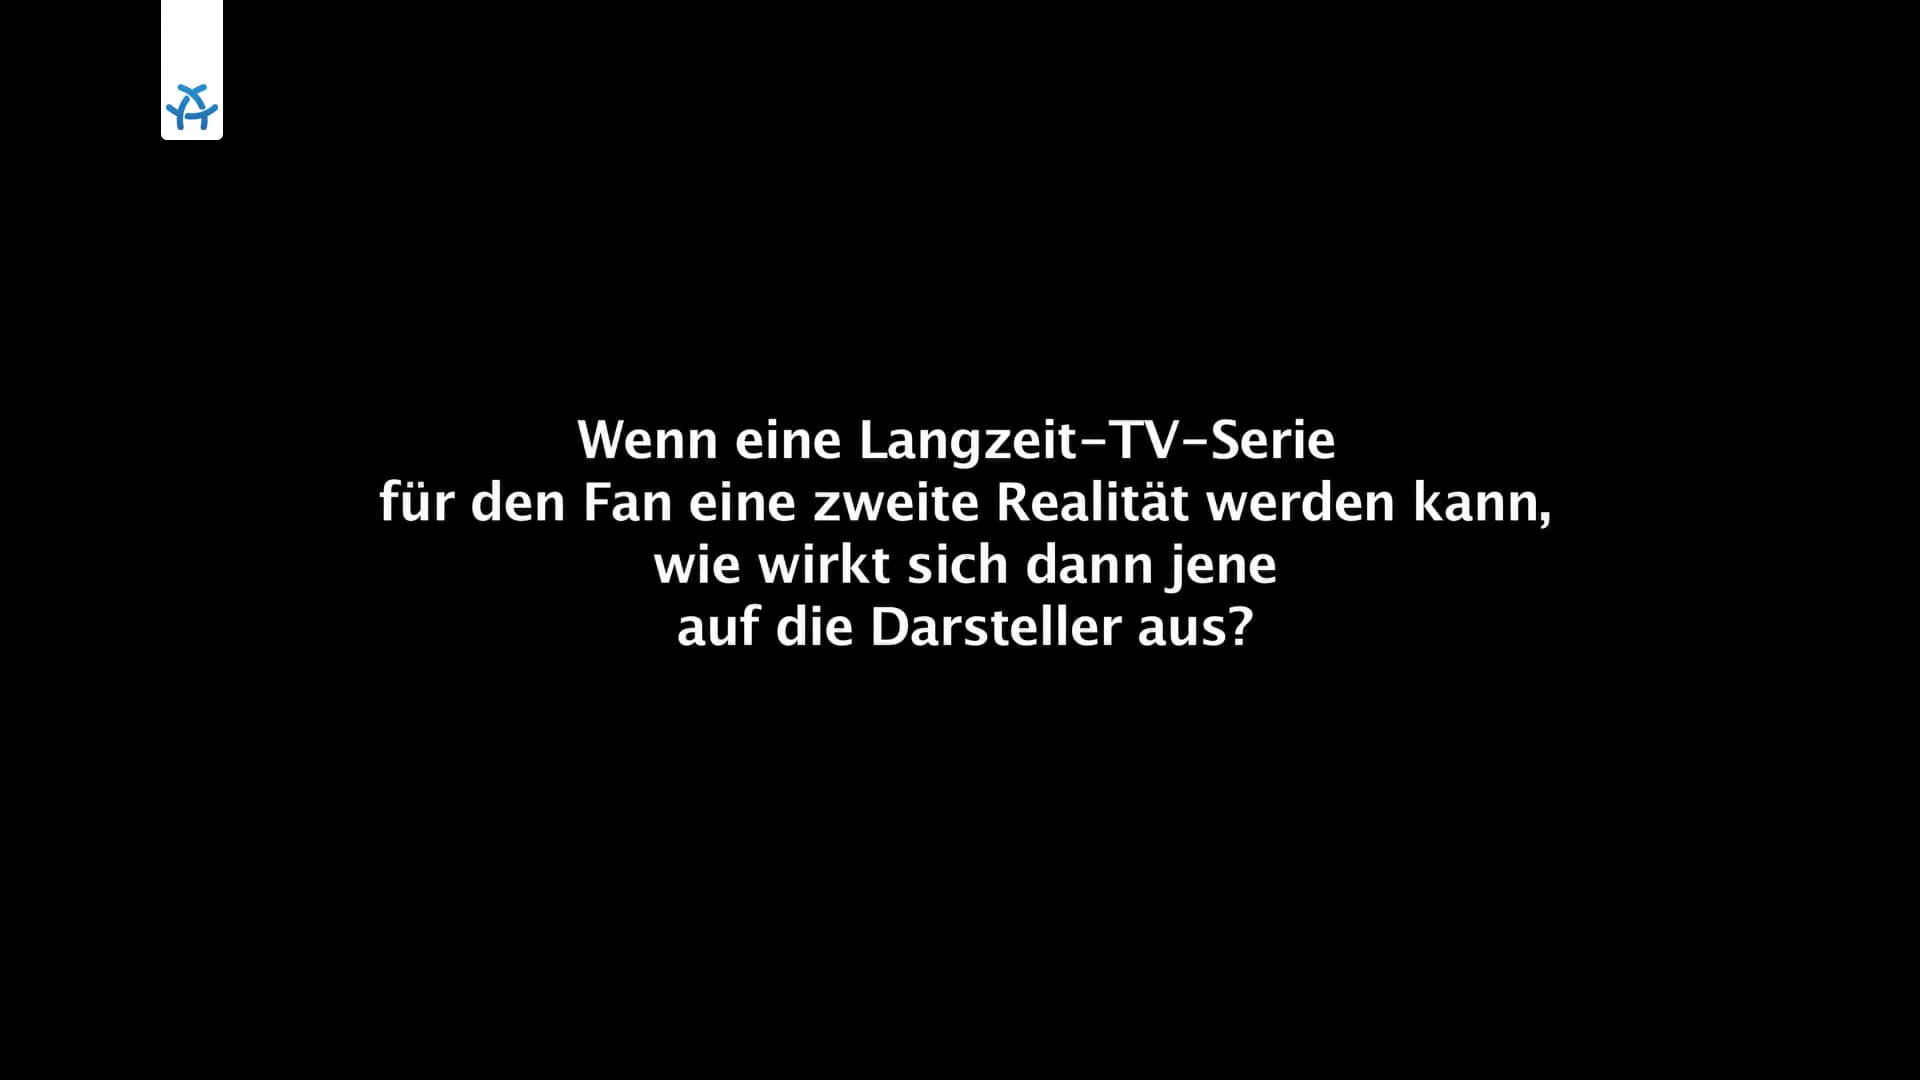 Wenn eine Langzeit-TV-Serie
für den Fan eine zweite Realität werden kann,
wie wirkt sich dann jene
auf die Darsteller aus?